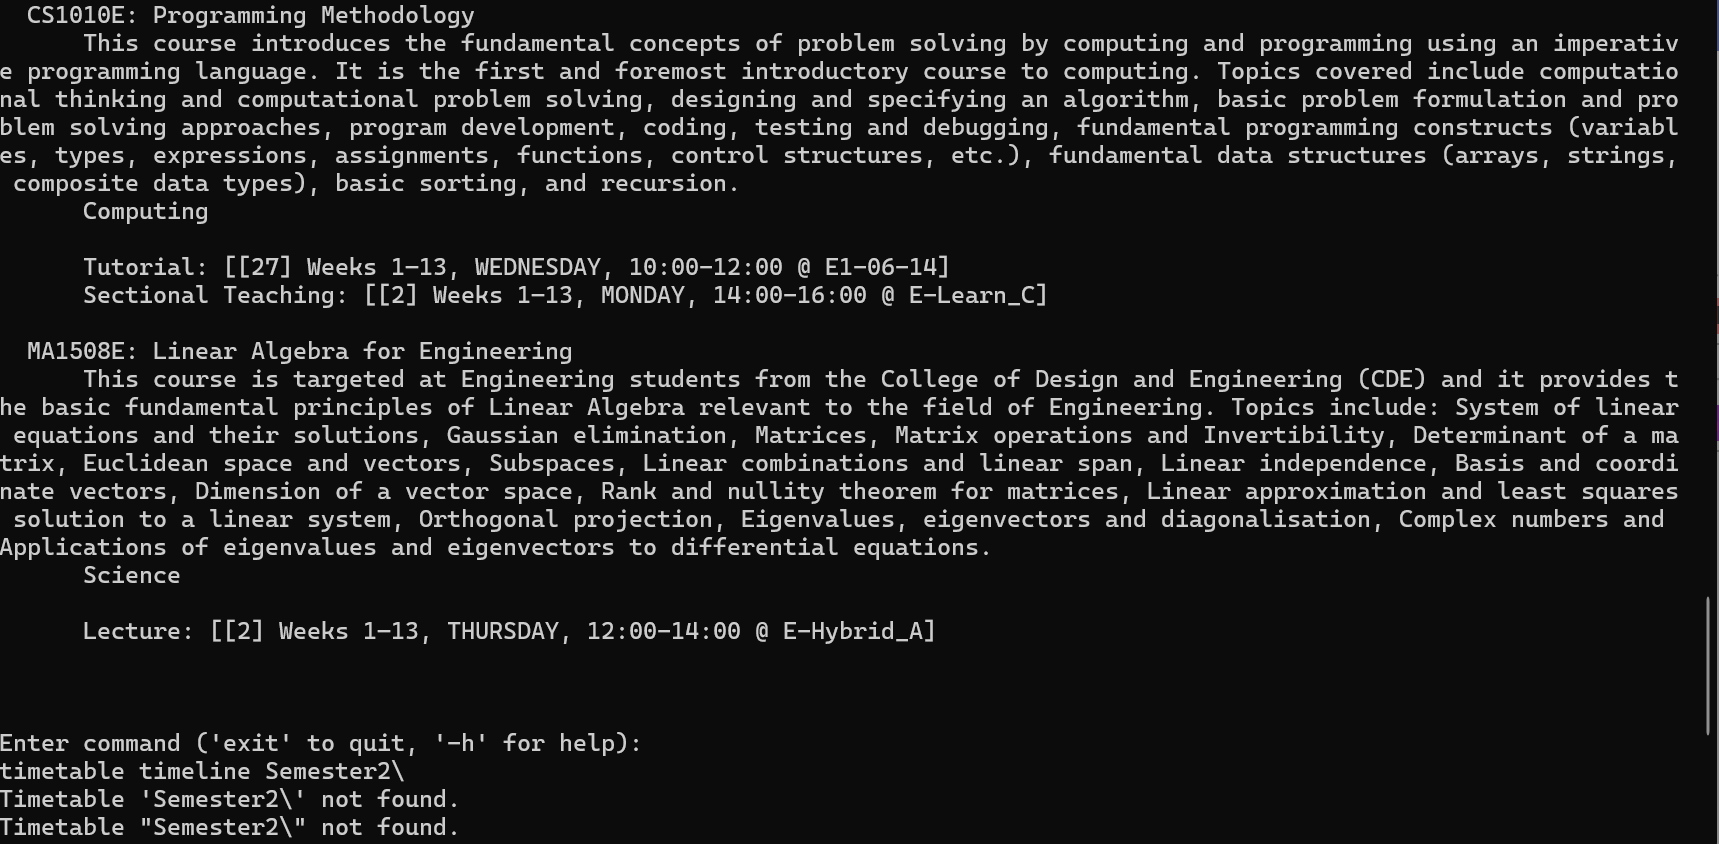 CS1010E: Programming Methodology
This course introduces the fundamental concepts of problem solving by computing and programming using an imperativ
e programming language. It is the first and foremost introductory course to computing. Topics covered include computatio
nal thinking and computational problem solving, designing and specifying an algorithm, basic problem formulation and pro
blem solving approaches, program development, coding, testing and debugging, fundamental programming constructs (variabl
es, types, expressions, assignments, functions, control structures, etc.), fundamental data structures (arrays, strings,
composite data types), basic sorting, and recursion.
Computing
Tutorial: [[27] Weeks 1-13, WEDNESDAY, 10:00-12:00 @ E1-06-14]
Sectional Teaching: [[2] Weeks 1-13, MONDAY, 14:00-16:00 @ E-Learn_C]
MA1508E: Linear Algebra for Engineering
This course is targeted at Engineering students from the College of Design and Engineering (CDE) and it provides t
he basic fundamental principles of Linear Algebra relevant to the field of Engineering. Topics include: System of linear
equations and their solutions, Gaussian elimination, Matrices, Matrix operations and Invertibility, Determinant of a ma
trix, Euclidean space and vectors, Subspaces, Linear combinations and linear span, Linear independence, Basis and coordi
nate vectors, Dimension of a vector space, Rank and nullity theorem for matrices, Linear approximation and least squares
solution to a linear system, Orthogonal projection, Eigenvalues, eigenvectors and diagonalisation, Complex numbers and
Applications of eigenvalues and eigenvectors to differential equations.
Science
Lecture: [[2] Weeks 1-13, THURSDAY, 12:00-14:00 @ E-Hybrid_A]
Enter command ('exit' to quit, '-h' for help):
timetable timeline Semester2\
Timetable 'Semester2\' not found.
Timetable "Semester2\" not found.